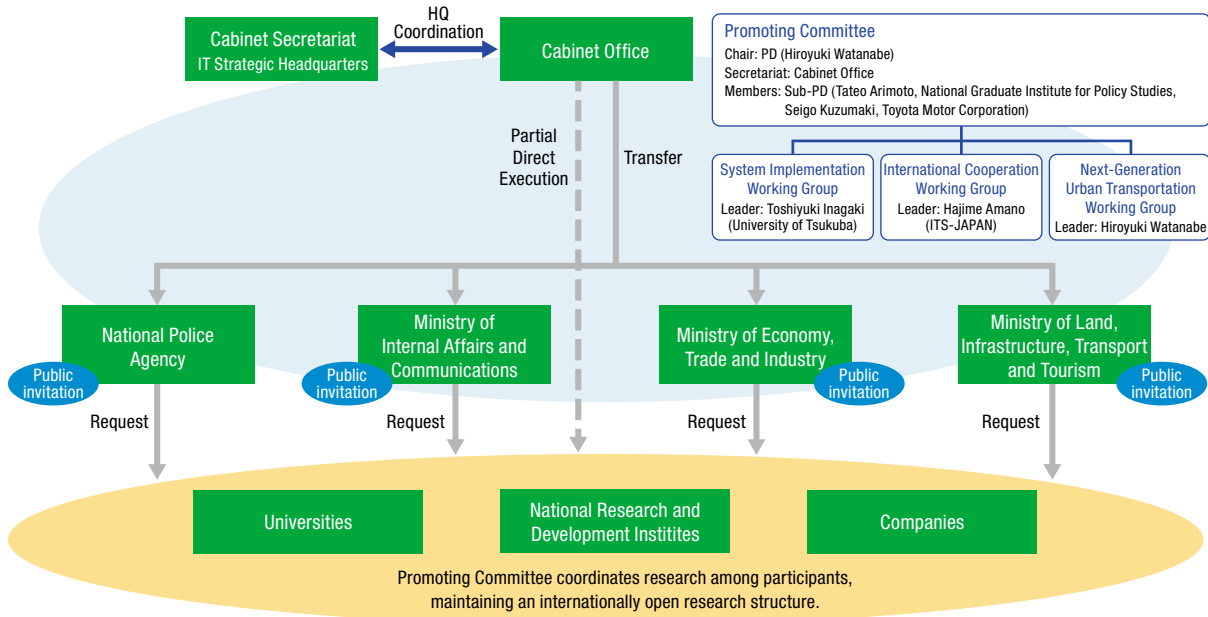 Cabinet Secretariat
IT Strategic Headquarters
HQ
Coordination
Cabinet Office
Promoting Committee
Chair: PD (Hiroyuki Watanabe)
Secretariat: Cabinet Office
Members: Sub-PD (Tateo Arimoto, National Graduate Institute for Policy Studies,
Seigo Kuzumaki, Toyota Motor Corporation)
Partial
Direct
Execution
Transfer
System Implementation
Working Group
Leader: Toshiyuki Inagaki
(University of Tsukuba)
International Cooperation
Working Group
Leader: Hajime Amano
(ITS-JAPAN)
Next-Generation
Urban Transportation
Working Group
Leader: Hiroyuki Watanabe
National Police
Agency
Public
invitation
Ministry of
Internal Affairs and
Communications
Public
invitation
Ministry of Economy,
Trade and Industry
Public
invitation
Ministry of Land,
Infrastructure, Transport
and Tourism
Public
invitation
Request
Request
Request
Request
Universities
National Research and
Development Institites
Companies
Promoting Committee coordinates research among participants,
maintaining an internationally open research structure.